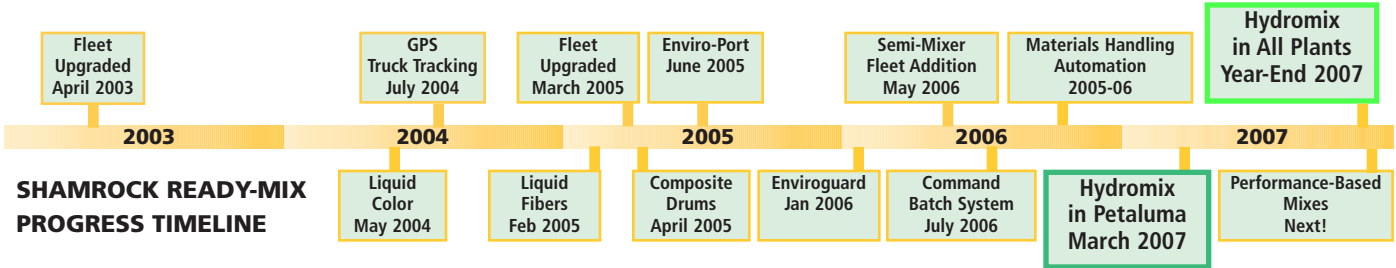 Fleet
Upgraded
April 2003
GPS
Truck Tracking
July 2004
Fleet
Upgraded
March 2005
Enviro-Port
June 2005
Semi-Mixer
Fleet Addition
May 2006
Materials Handling
Automation
2005-06
Hydromix
in All Plants
Year-End 2007
2003
2004
2005
2006
2007
SHAMROCK READY-MIX
PROGRESS TIMELINE
Liquid
Color
May 2004
Liquid
Fibers
Feb 2005
Composite
Drums
April 2005
Enviroguard
Jan 2006
Command
Batch System
July 2006
Hydromix
in Petaluma
March 2007
Performance-Based
Mixes
Next!